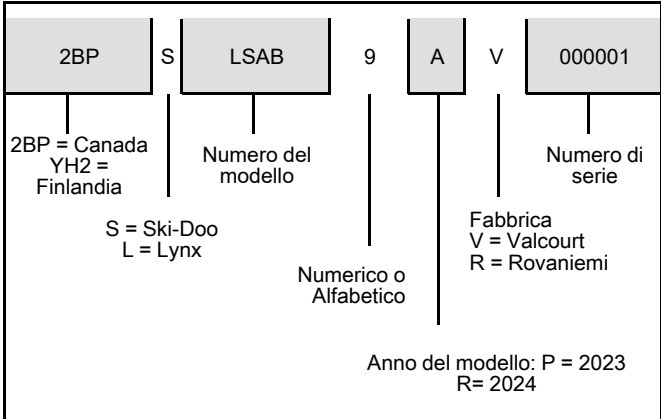 2BP S LSAB 9 A V 000001
2BP = Canada
YH2 =
Finlandia
Numero del
modello
Numero di
serie
S = Ski-Doo
L = Lynx
Fabbrica
V = Valcourt
R = Rovaniemi
Numerico o
Alfabetico
Anno del modello: P = 2023
R= 2024